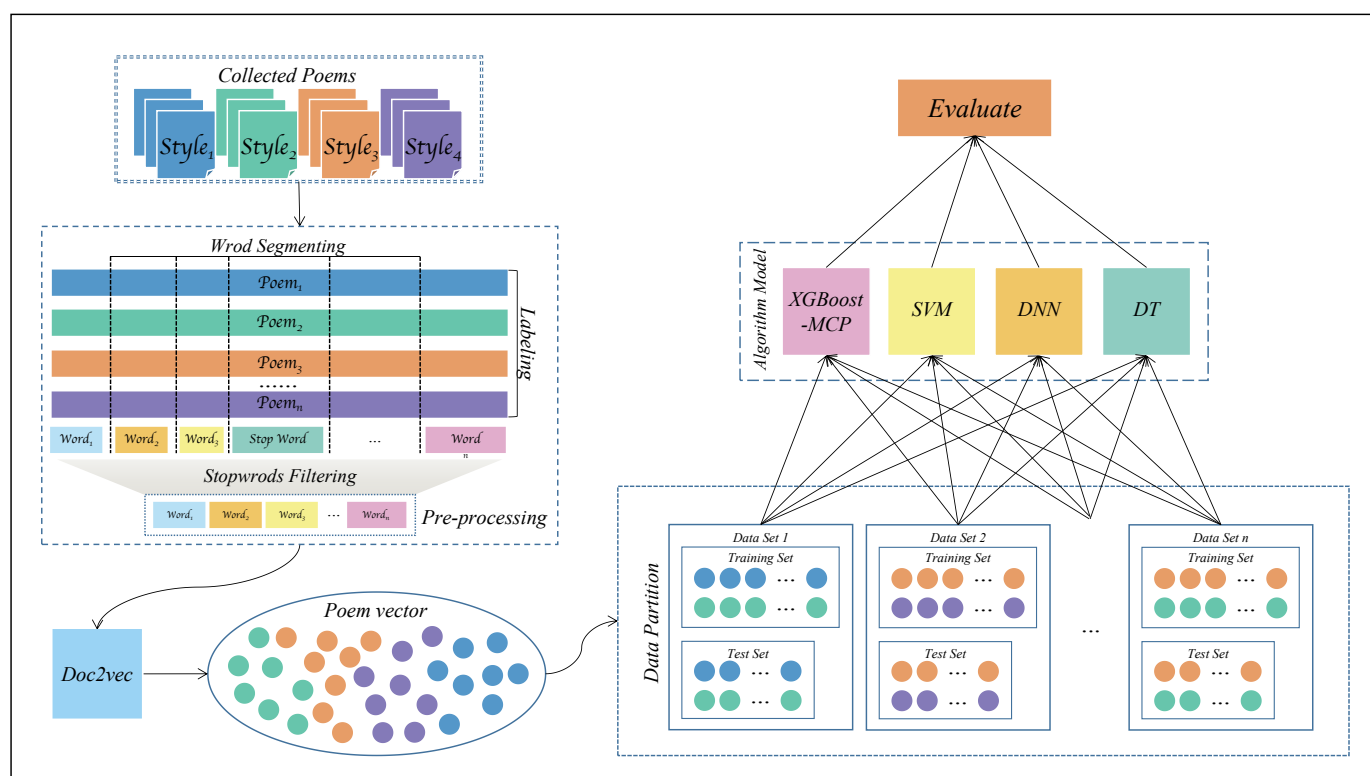 Collected Poems
Style1 Style2 Style3 Style4
Wrod Segmenting
Poem1
Poem2
Poem3
......
Poemn
Labeling
Word1 Word2 Word3 Stop Word ... Wordn
Stopwrods Filtering
Word1 Word2 Word3 ... Wordn
Pre-processing
Doc2vec
Poem vector
Evaluate
Algorithm Model
XGBoost
-MCP
SVM
DNN
DT
Data Partition
Data Set 1
Training Set
...
...
Test Set
...
...
Data Set 2
Training Set
...
...
Test Set
...
...
...
Data Set n
Training Set
...
...
Test Set
...
...